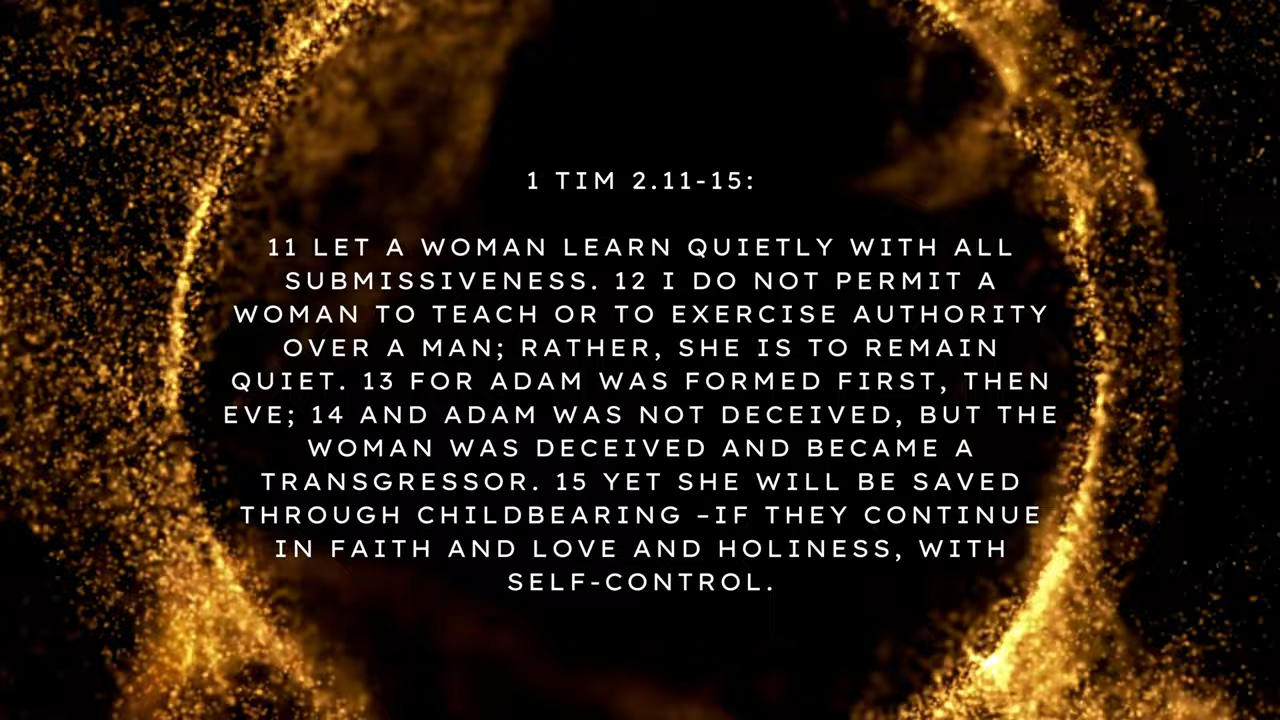 1 TIM 2.11-15:
11 LET A WOMAN LEARN QUIETLY WITH ALL
SUBMISSIVENESS. 12 I DO NOT PERMIT A
WOMAN TO TEACH OR TO EXERCISE AUTHORITY
OVER A MAN; RATHER, SHE IS TO REMAIN
QUIET. 13 FOR ADAM WAS FORMED FIRST, THEN
EVE; 14 AND ADAM WAS NOT DECEIVED, BUT THE
WOMAN WAS DECEIVED AND BECAME A
TRANSGRESSOR. 15 YET SHE WILL BE SAVED
THROUGH CHILDBEARING –IF THEY CONTINUE
IN FAITH AND LOVE AND HOLINESS, WITH
SELF-CONTROL.